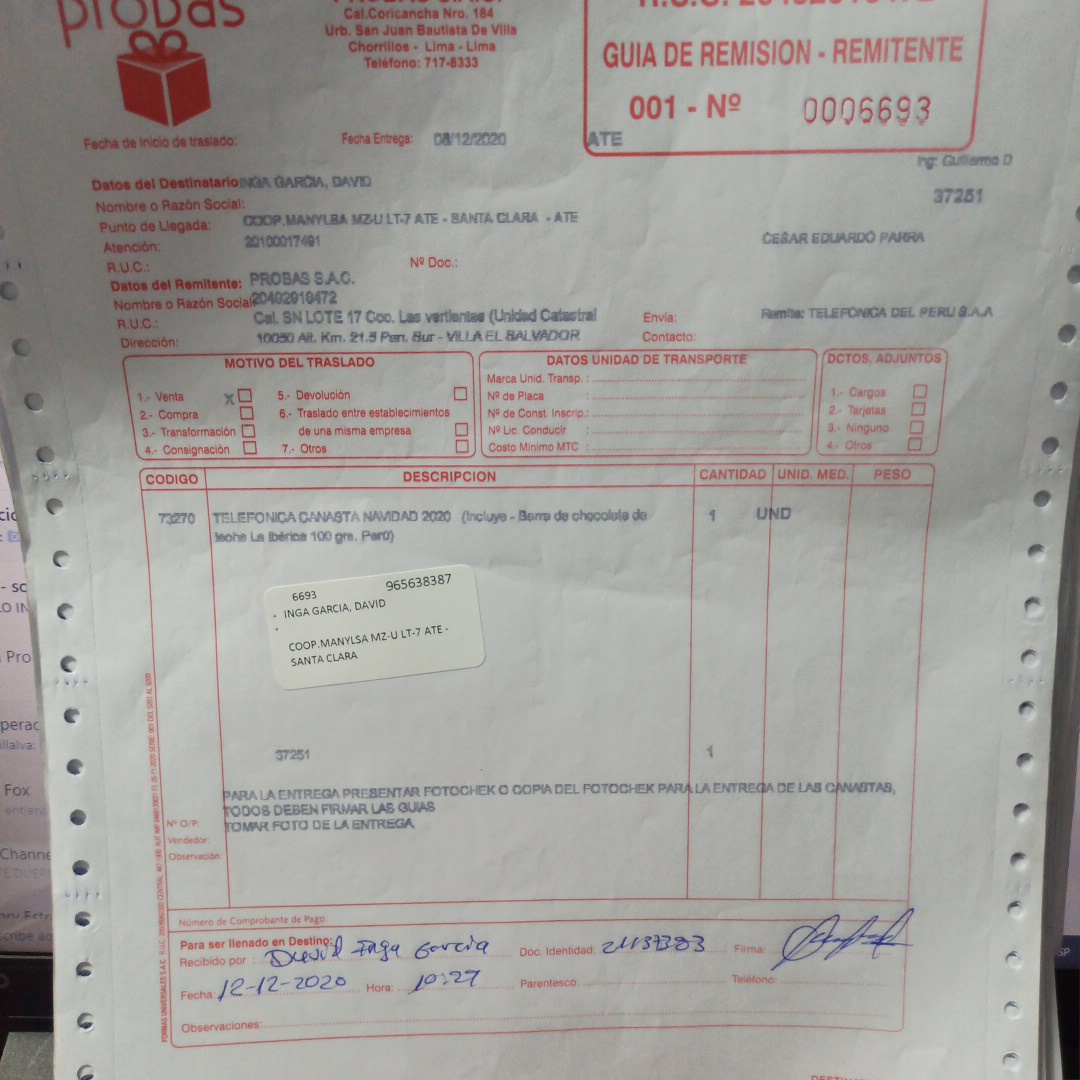 probas
PROBAS S.A.C.
Cal.Coricancha Nro. 184
Urb. San Juan Bautista De Villa
Chorrillos - Lima - Lima
Teléfono: 717-8333
GUIA DE REMISION - REMITENTE
001 - Nº 0006693
Fecha de Inicio de traslado:
Fecha Entrega: 08/12/2020
ATE
Ing: Guillermo D
37251
Datos del Destinatario INGA GARCIA, DAVID
Nombre o Razón Social:
Punto de Llegada: COOP.MANYLSA MZ-U LT-7 ATE - SANTA CLARA - ATE
Atención: 20100017491
CESAR EDUARDO PARRA
R.U.C.:
Nº Doc.:
Datos del Remitente: PROBAS S.A.C.
Nombre o Razón Social 20492916472
R.U.C.: Cal. SN LOTE 17 Coo. Las vertientes (Unidad Catastral
Envía: Remite: TELEFONICA DEL PERU S.A.A
Dirección: 10050 Alt. Km. 21.5 Pan. Sur - VILLA EL SALVADOR
Contacto:
MOTIVO DEL TRASLADO
1.- Venta X
2.- Compra
3.- Transformación
4.- Consignación
5.- Devolución
6.- Traslado entre establecimientos
de una misma empresa
7.- Otros
DATOS UNIDAD DE TRANSPORTE
Marca Unid. Transp. :
Nº de Placa :
Nº de Const. Inscrip.:
Nº Lic. Conducir :
Costo Minimo MTC :
DCTOS. ADJUNTOS
1.- Cargos
2.- Tarjetas
3.- Ninguno
4.- Otros
CODIGO DESCRIPCION CANTIDAD UNID. MED. PESO
73270 TELEFONICA CANASTA NAVIDAD 2020 (Incluye - Barra de chocolate de 1 UND
leche La Ibérica 100 grs. Perú)
6693 965638387
- INGA GARCIA, DAVID
-
COOP.MANYLSA MZ-U LT-7 ATE -
SANTA CLARA
37251 1
PARA LA ENTREGA PRESENTAR FOTOCHEK O COPIA DEL FOTOCHEK PARA LA ENTREGA DE LAS CANASTAS,
TODOS DEBEN FIRMAR LAS GUIAS
TOMAR FOTO DE LA ENTREGA,
Nº O/P:
Vendedor:
Observación:
Número de Comprobante de Pago:
Para ser llenado en Destino:
Recibido por : David Inga Garcia Doc. Identidad: 21137383 Firma:
Fecha: 12-12-2020 Hora: 10:27 Parentesco: Teléfono:
Observaciones: